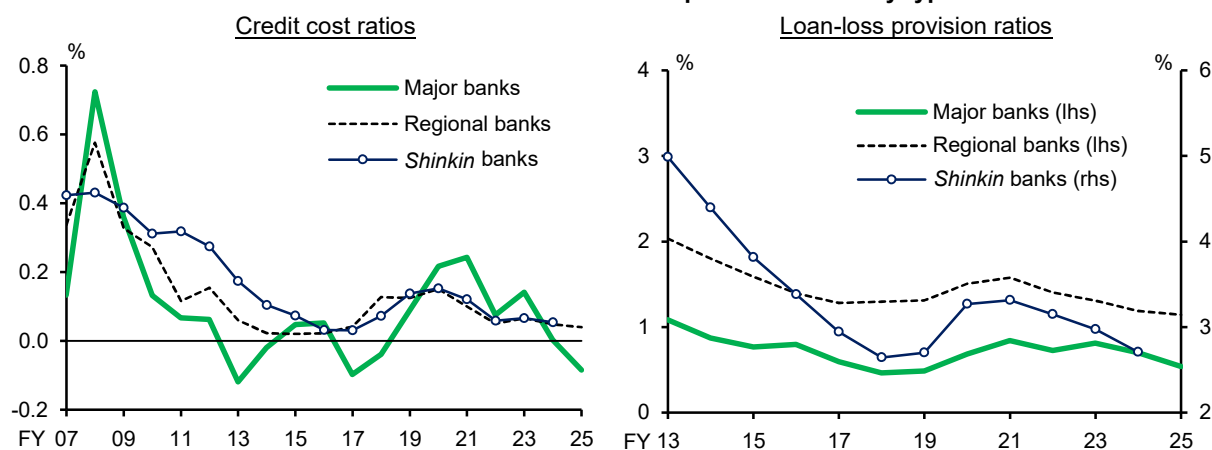 Credit cost ratios
%
0.8
0.6
0.4
0.2
0.0
-0.2
Major banks
Regional banks
Shinkin banks
FY 07 09 11 13 15 17 19 21 23 25
Loan-loss provision ratios
% %
4
3
2
1
0
6
5
4
3
2
Major banks (lhs)
Regional banks (lhs)
Shinkin banks (rhs)
FY 13 15 17 19 21 23 25